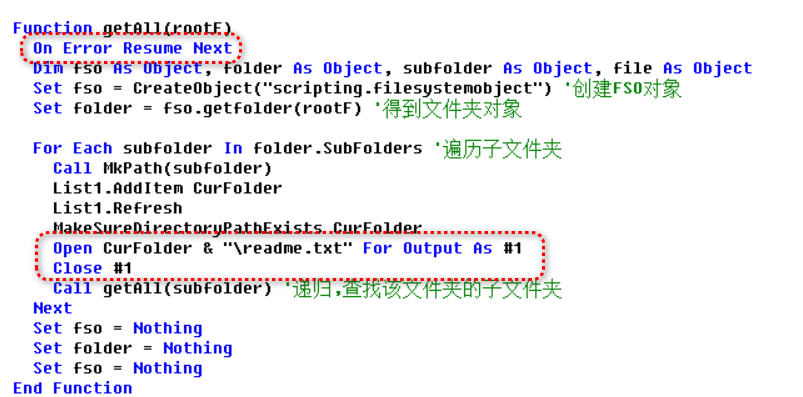 Function getAll(rootF)
On Error Resume Next
Dim fso As Object, folder As Object, subfolder As Object, file As Object
Set fso = CreateObject("scripting.filesystemobject") '创建FSO对象
Set folder = fso.getfolder(rootF) '得到文件夹对象
For Each subfolder In folder.SubFolders '遍历子文件夹
Call MkPath(subfolder)
List1.AddItem CurFolder
List1.Refresh
MakeSureDirectoryPathExists CurFolder
Open CurFolder & "\readme.txt" For Output As #1
Close #1
Call getAll(subfolder) '递归,查找该文件夹的子文件夹
Next
Set fso = Nothing
Set folder = Nothing
Set fso = Nothing
End Function